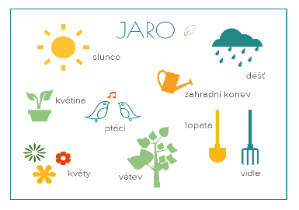 JARO
slunce
déšť
zahradní konev
květina
ptáci
lopata
květy
větev
vidle